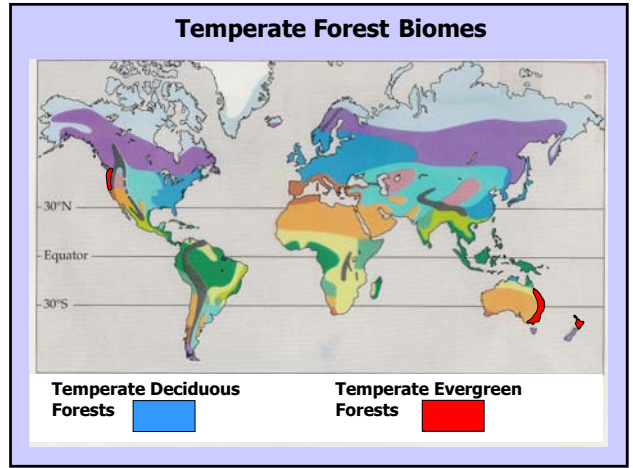 Temperate Forest Biomes
30°N
Equator
30°S
Temperate Deciduous
Forests
Temperate Evergreen
Forests